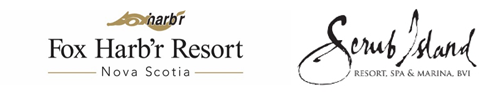 harb'r
Fox Harb'r Resort
Nova Scotia
Scrub Island
RESORT, SPA & MARINA, BVI